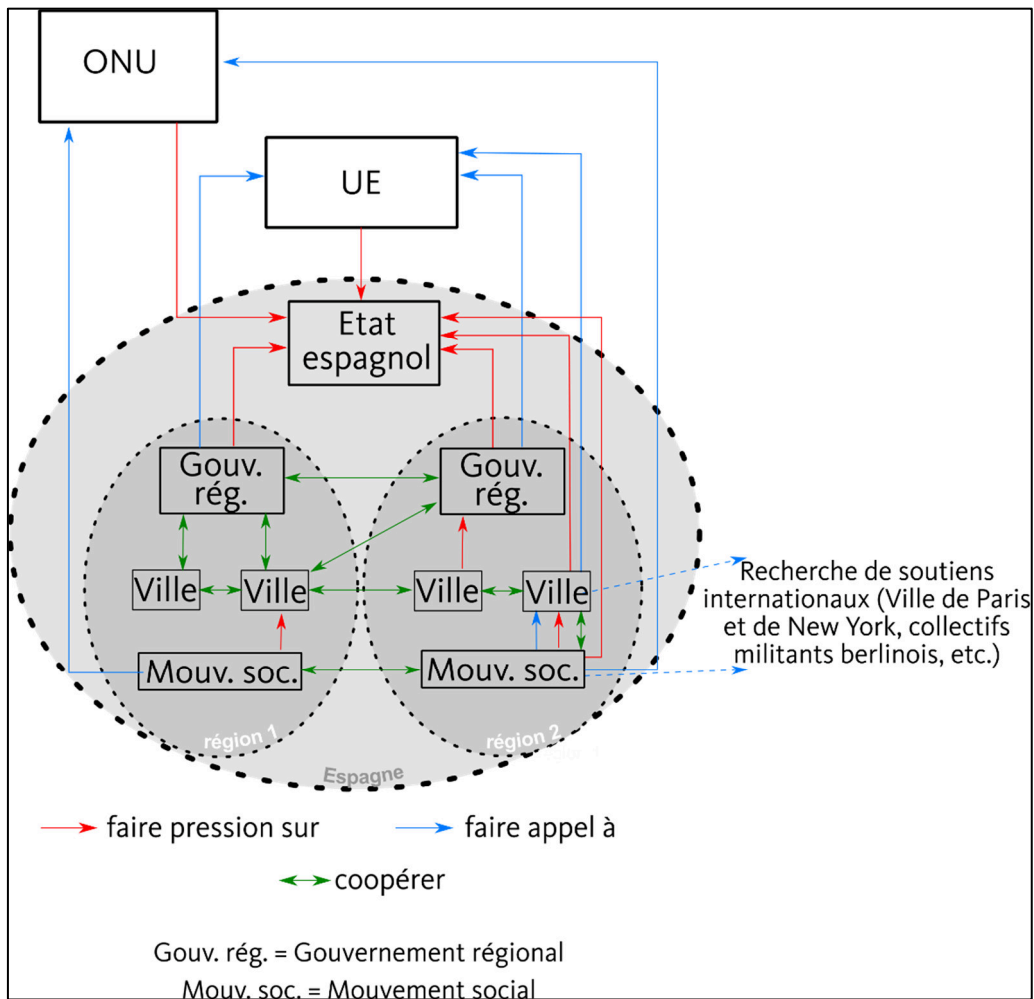 ONU
UE
Etat
espagnol
Gouv.
rég.
Gouv.
rég.
Ville
Ville
Ville
Ville
Mouv. soc.
Mouv. soc.
Recherche de soutiens
internationaux (Ville de Paris
et de New York, collectifs
militants berlinois, etc.)
région 1
région 2
Espagne
faire pression sur
faire appel à
coopérer
Gouv. rég. = Gouvernement régional
Mouv. soc. = Mouvement social